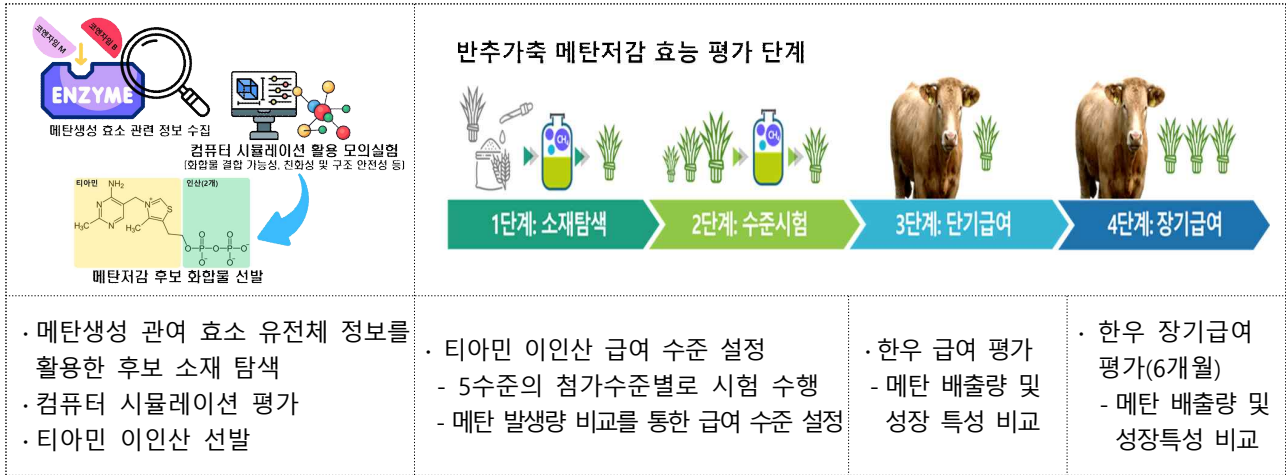 코엔자임 M
코엔자임 B
ENZYME
메탄생성 효소 관련 정보 수집
컴퓨터 시뮬레이션 활용 모의실험
(화합물 결합 가능성, 친화성 및 구조 안전성 등)
티아민
인산(2개)
NH₂
N
N⁺
H₃C
N
H₃C
S
O
O
O
P
O
P
O⁻
O⁻
O⁻
메탄저감 후보 화합물 선발
반추가축 메탄저감 효능 평가 단계
CH₄
CH₄
1단계: 소재탐색
2단계: 수준시험
3단계: 단기급여
4단계: 장기급여
· 메탄생성 관여 효소 유전체 정보를
활용한 후보 소재 탐색
· 컴퓨터 시뮬레이션 평가
· 티아민 이인산 선발
· 티아민 이인산 급여 수준 설정
- 5수준의 첨가수준별로 시험 수행
- 메탄 발생량 비교를 통한 급여 수준 설정
· 한우 급여 평가
- 메탄 배출량 및
성장 특성 비교
· 한우 장기급여
평가(6개월)
- 메탄 배출량 및
성장특성 비교